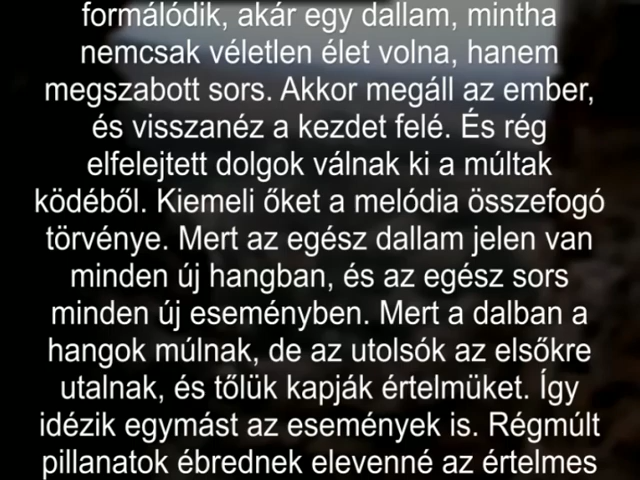 formálódik, akár egy dallam, mintha
nemcsak véletlen élet volna, hanem
megszabott sors. Akkor megáll az ember,
és visszanéz a kezdet felé. És rég
elfelejtett dolgok válnak ki a múltak
ködéből. Kiemeli őket a melódia összefogó
törvénye. Mert az egész dallam jelen van
minden új hangban, és az egész sors
minden új eseményben. Mert a dalban a
hangok múlnak, de az utolsók az elsőkre
utalnak, és tőlük kapják értelmüket. Így
idézik egymást az események is. Régmúlt
pillanatok ébrednek elevenné az értelmes